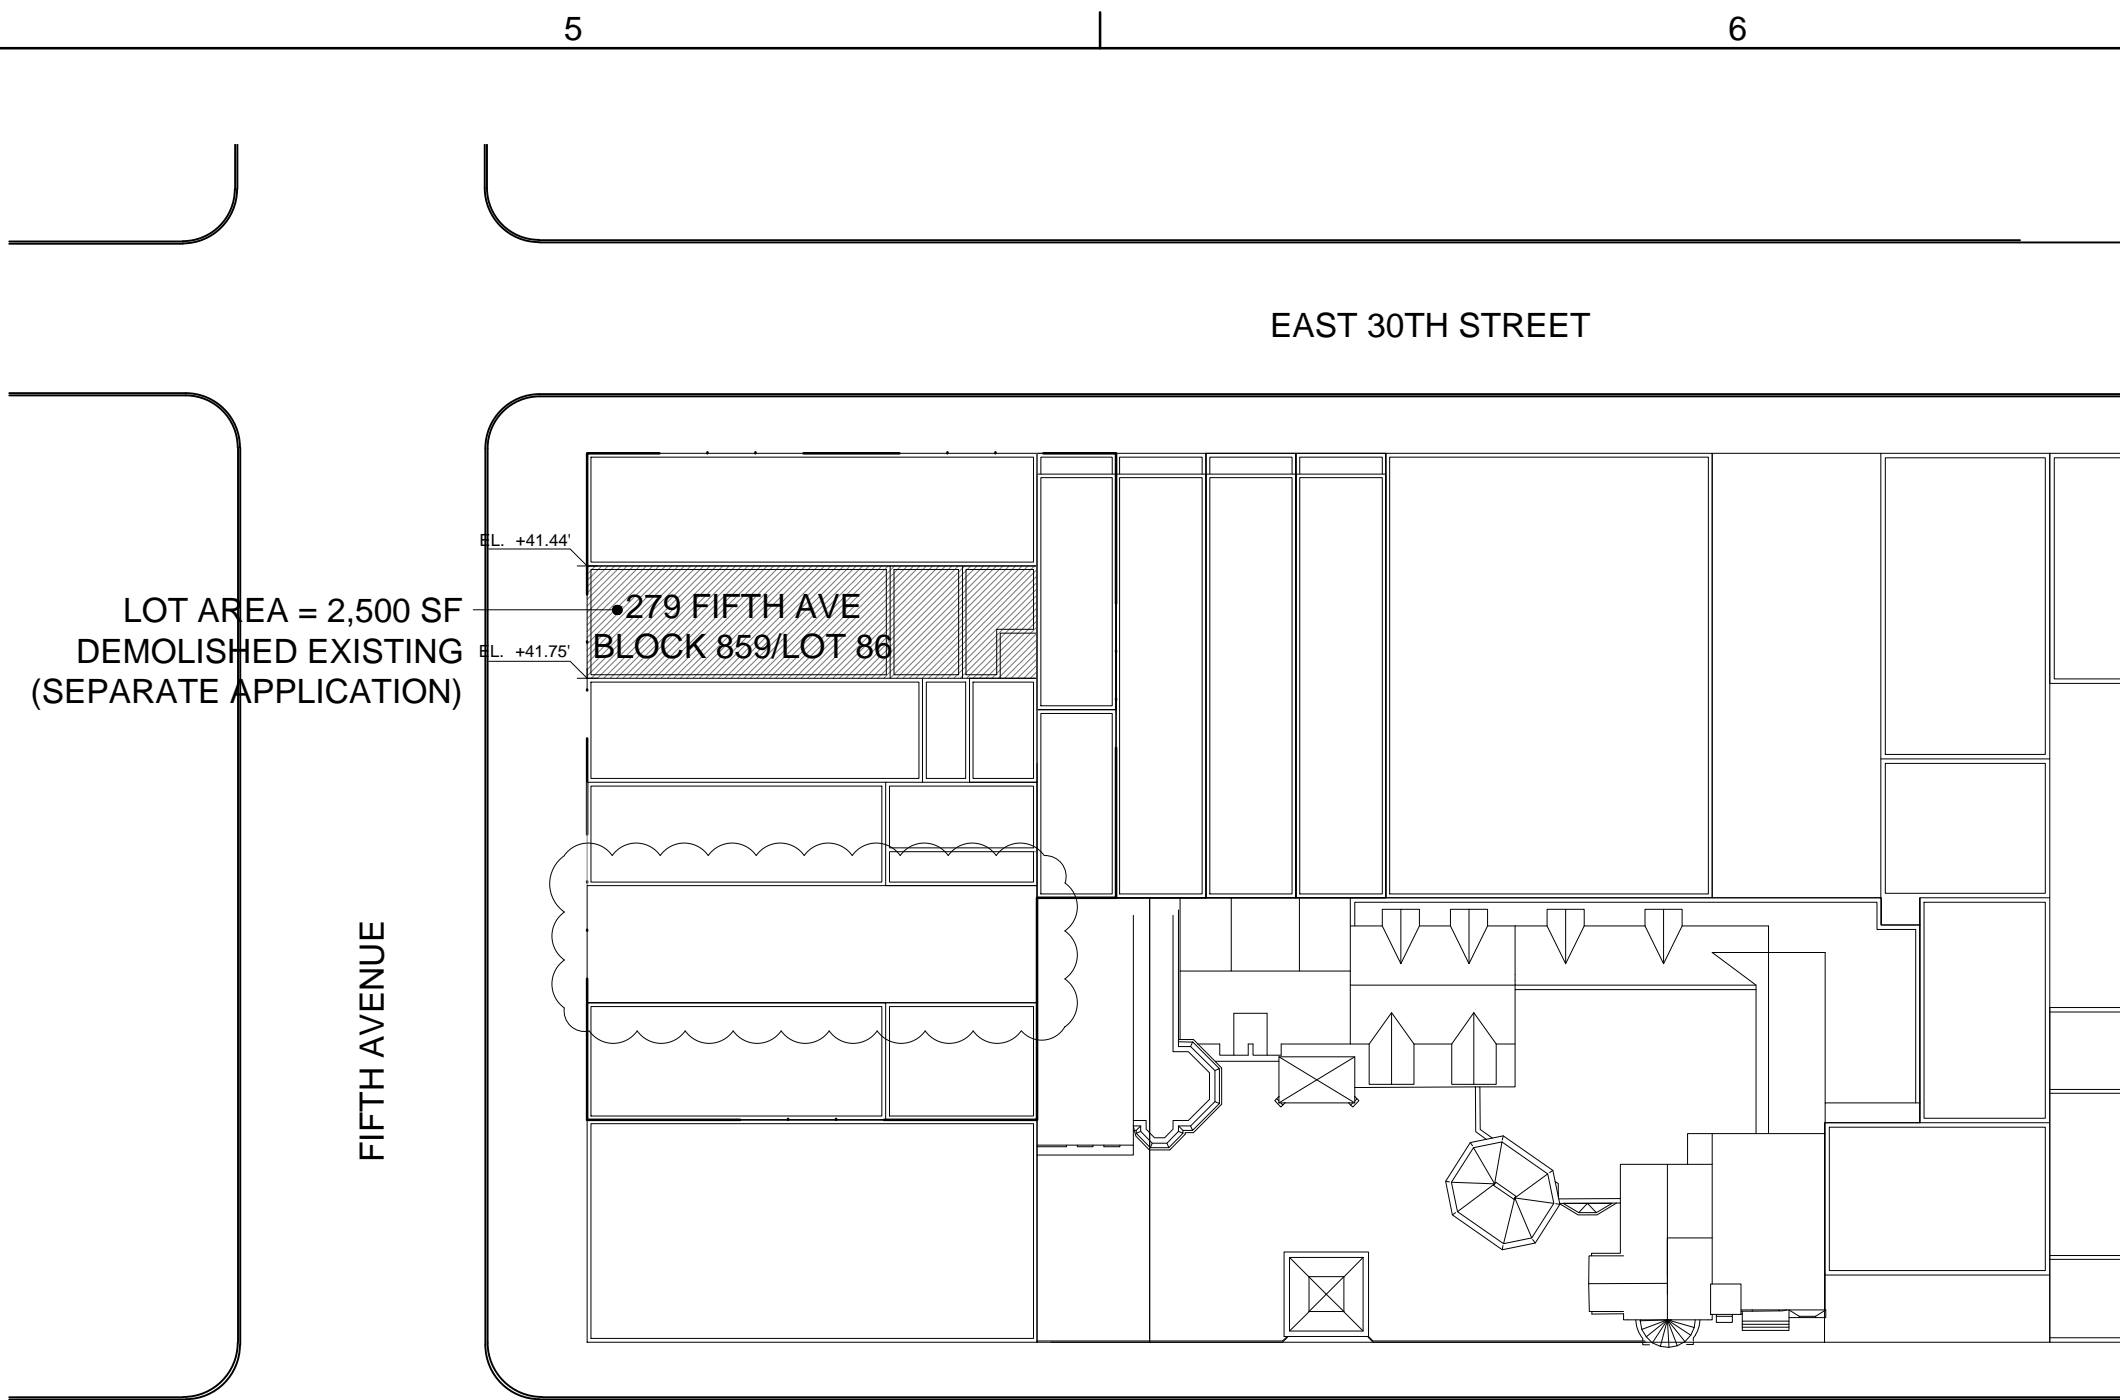 5
6
EAST 30TH STREET
EL. +41.44'
LOT AREA = 2,500 SF
DEMOLISHED EXISTING
(SEPARATE APPLICATION)
279 FIFTH AVE
BLOCK 859/LOT 86
EL. +41.75'
FIFTH AVENUE